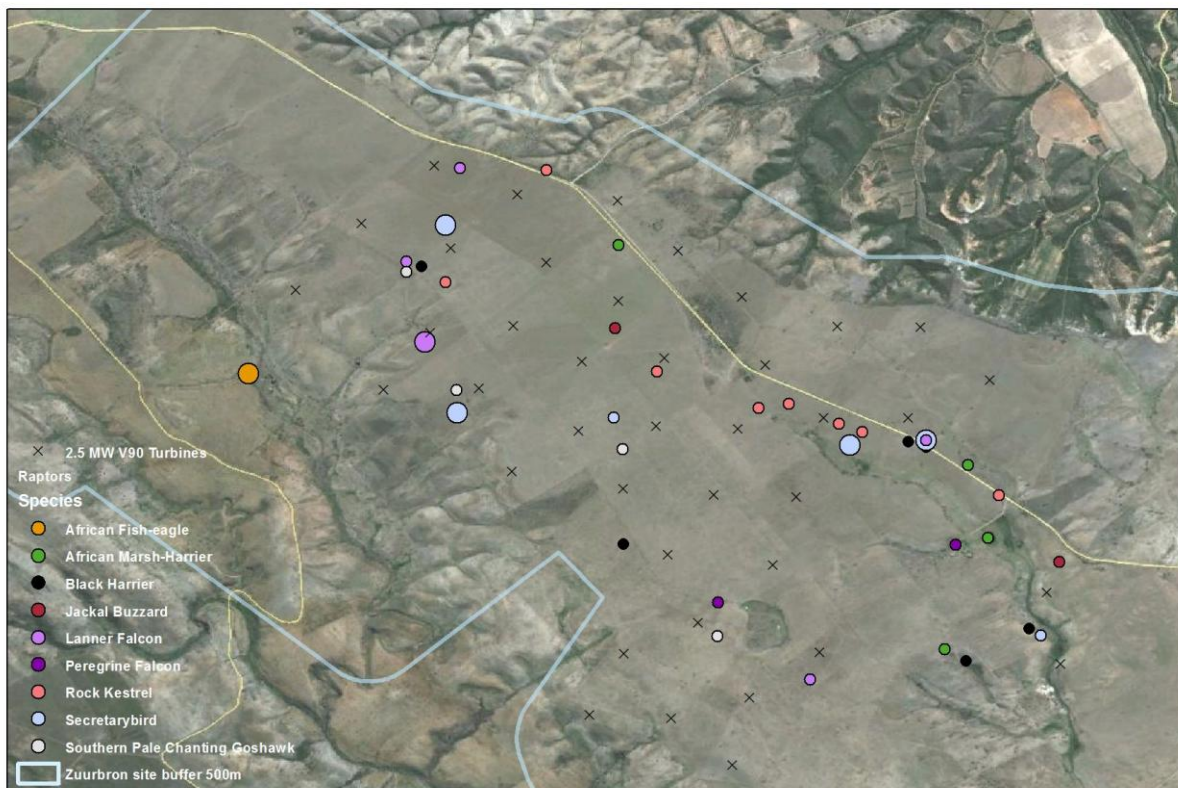 2.5 MW V90 Turbines
Raptors
Species
African Fish-eagle
African Marsh-Harrier
Black Harrier
Jackal Buzzard
Lanner Falcon
Peregrine Falcon
Rock Kestrel
Secretarybird
Southern Pale Chanting Goshawk
Zuurbron site buffer 500m